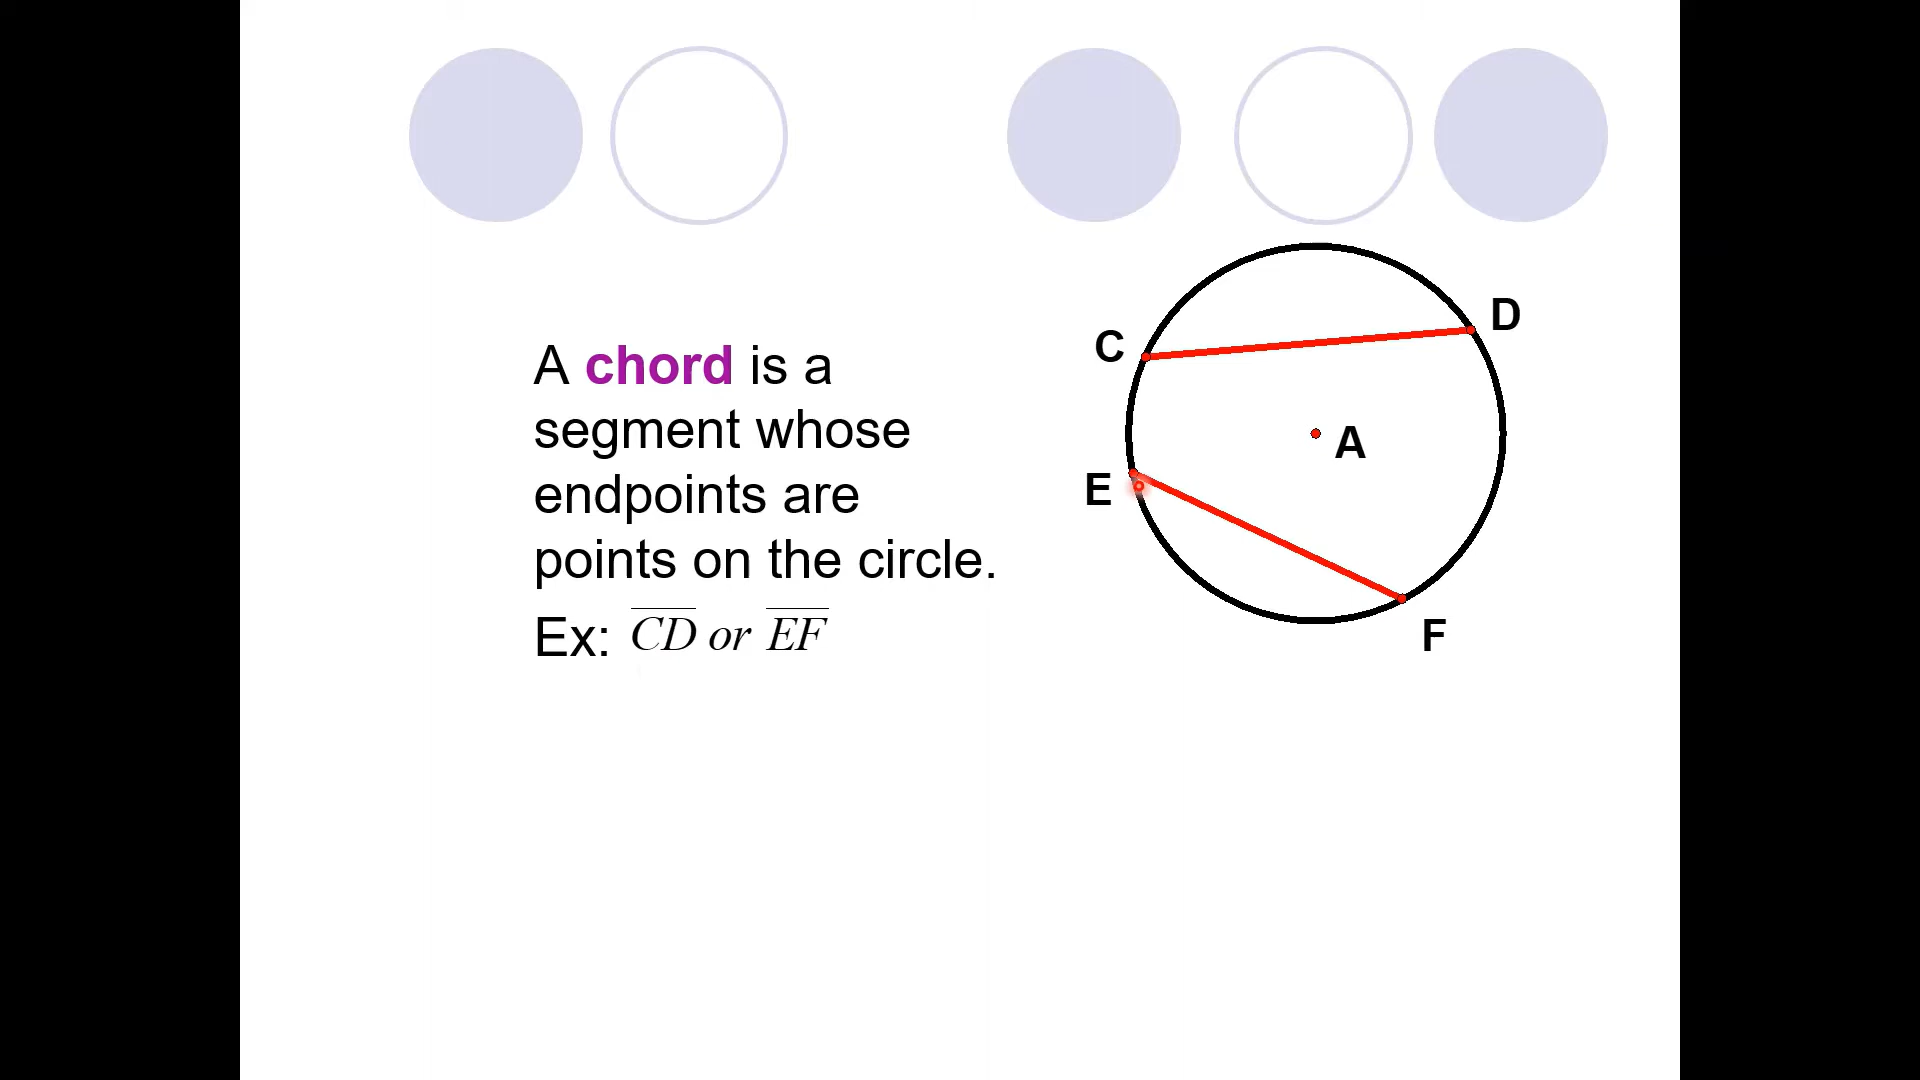 A chord is a
segment whose
endpoints are
points on the circle.
Ex: CD or EF
D
C
A
E
F